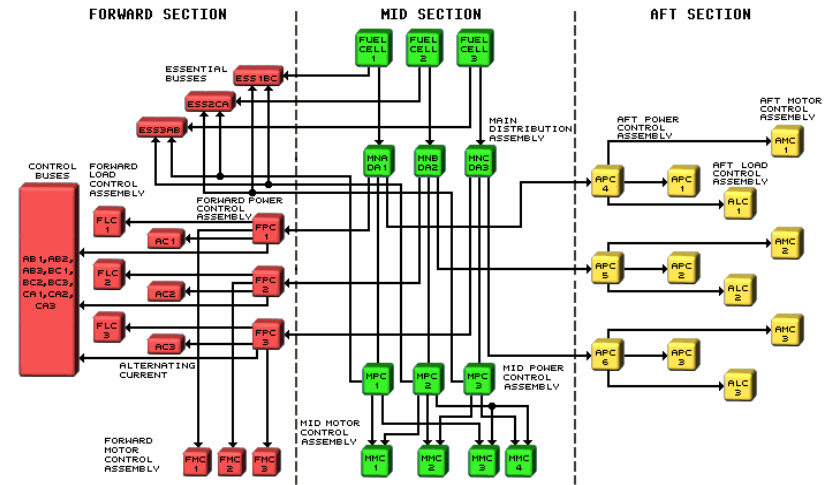 FORWARD SECTION
MID SECTION
AFT SECTION
FUEL
CELL
1
FUEL
CELL
2
FUEL
CELL
3
ESSENTIAL
BUSSES
ESS1BC
ESS2CA
ESS3AB
MAIN
DISTRIBUTION
ASSEMBLY
AFT POWER
CONTROL
ASSEMBLY
AFT MOTOR
CONTROL
ASSEMBLY
AMC
1
MNA
DA1
MNB
DA2
MNC
DA3
CONTROL
BUSES
FORWARD
LOAD
CONTROL
ASSEMBLY
AFT LOAD
CONTROL
ASSEMBLY
APC
4
APC
1
ALC
1
FORWARD POWER
CONTROL
ASSEMBLY
FLC
1
AC1
FPC
1
AB1,AB2,
AB3,BC1,
BC2,BC3,
CA1,CA2,
CA3
FLC
2
AC2
FPC
2
AMC
2
APC
5
APC
2
ALC
2
FLC
3
AC3
FPC
3
AMC
3
APC
6
APC
3
ALC
3
ALTERNATING
CURRENT
MPC
1
MPC
2
MPC
3
MID POWER
CONTROL
ASSEMBLY
MID MOTOR
CONTROL
ASSEMBLY
FORWARD
MOTOR
CONTROL
ASSEMBLY
FMC
1
FMC
2
FMC
3
MMC
1
MMC
2
MMC
3
MMC
4